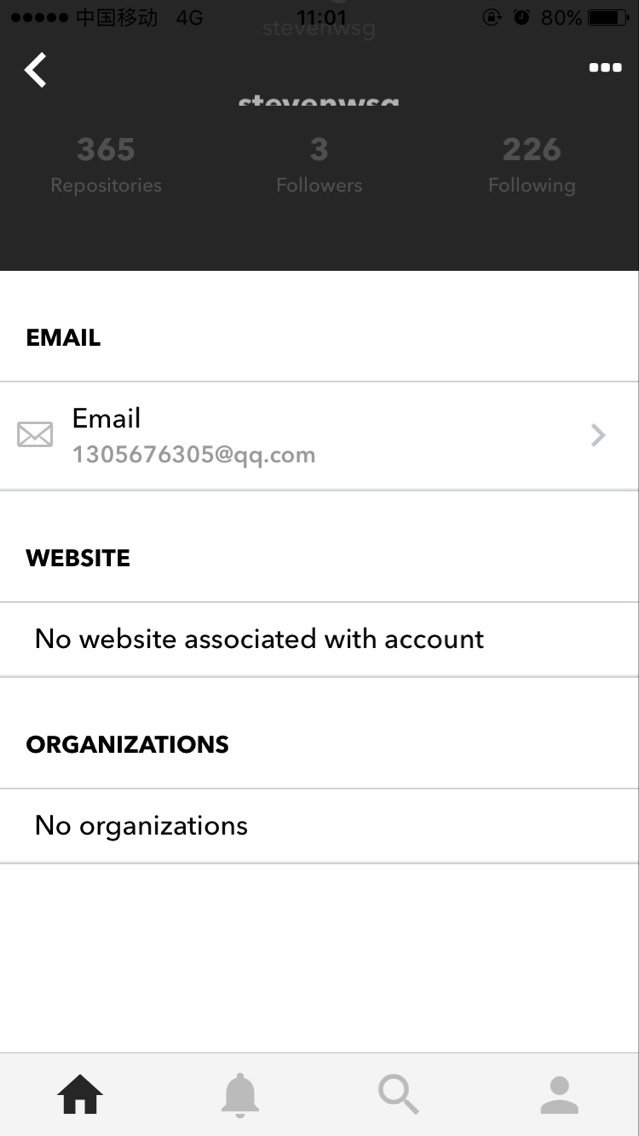 中国移动 4G 11:01 80%
stevenwsg
stevenwsg
365 3 226
Repositories Followers Following
EMAIL
Email
1305676305@qq.com
WEBSITE
No website associated with account
ORGANIZATIONS
No organizations